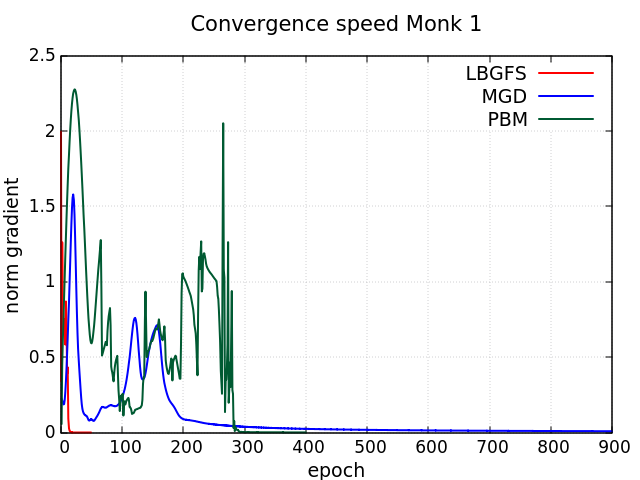 Convergence speed Monk 1
LBGFS
MGD
PBM
norm gradient
2.5
2
1.5
1
0.5
0
0 100 200 300 400 500 600 700 800 900
epoch